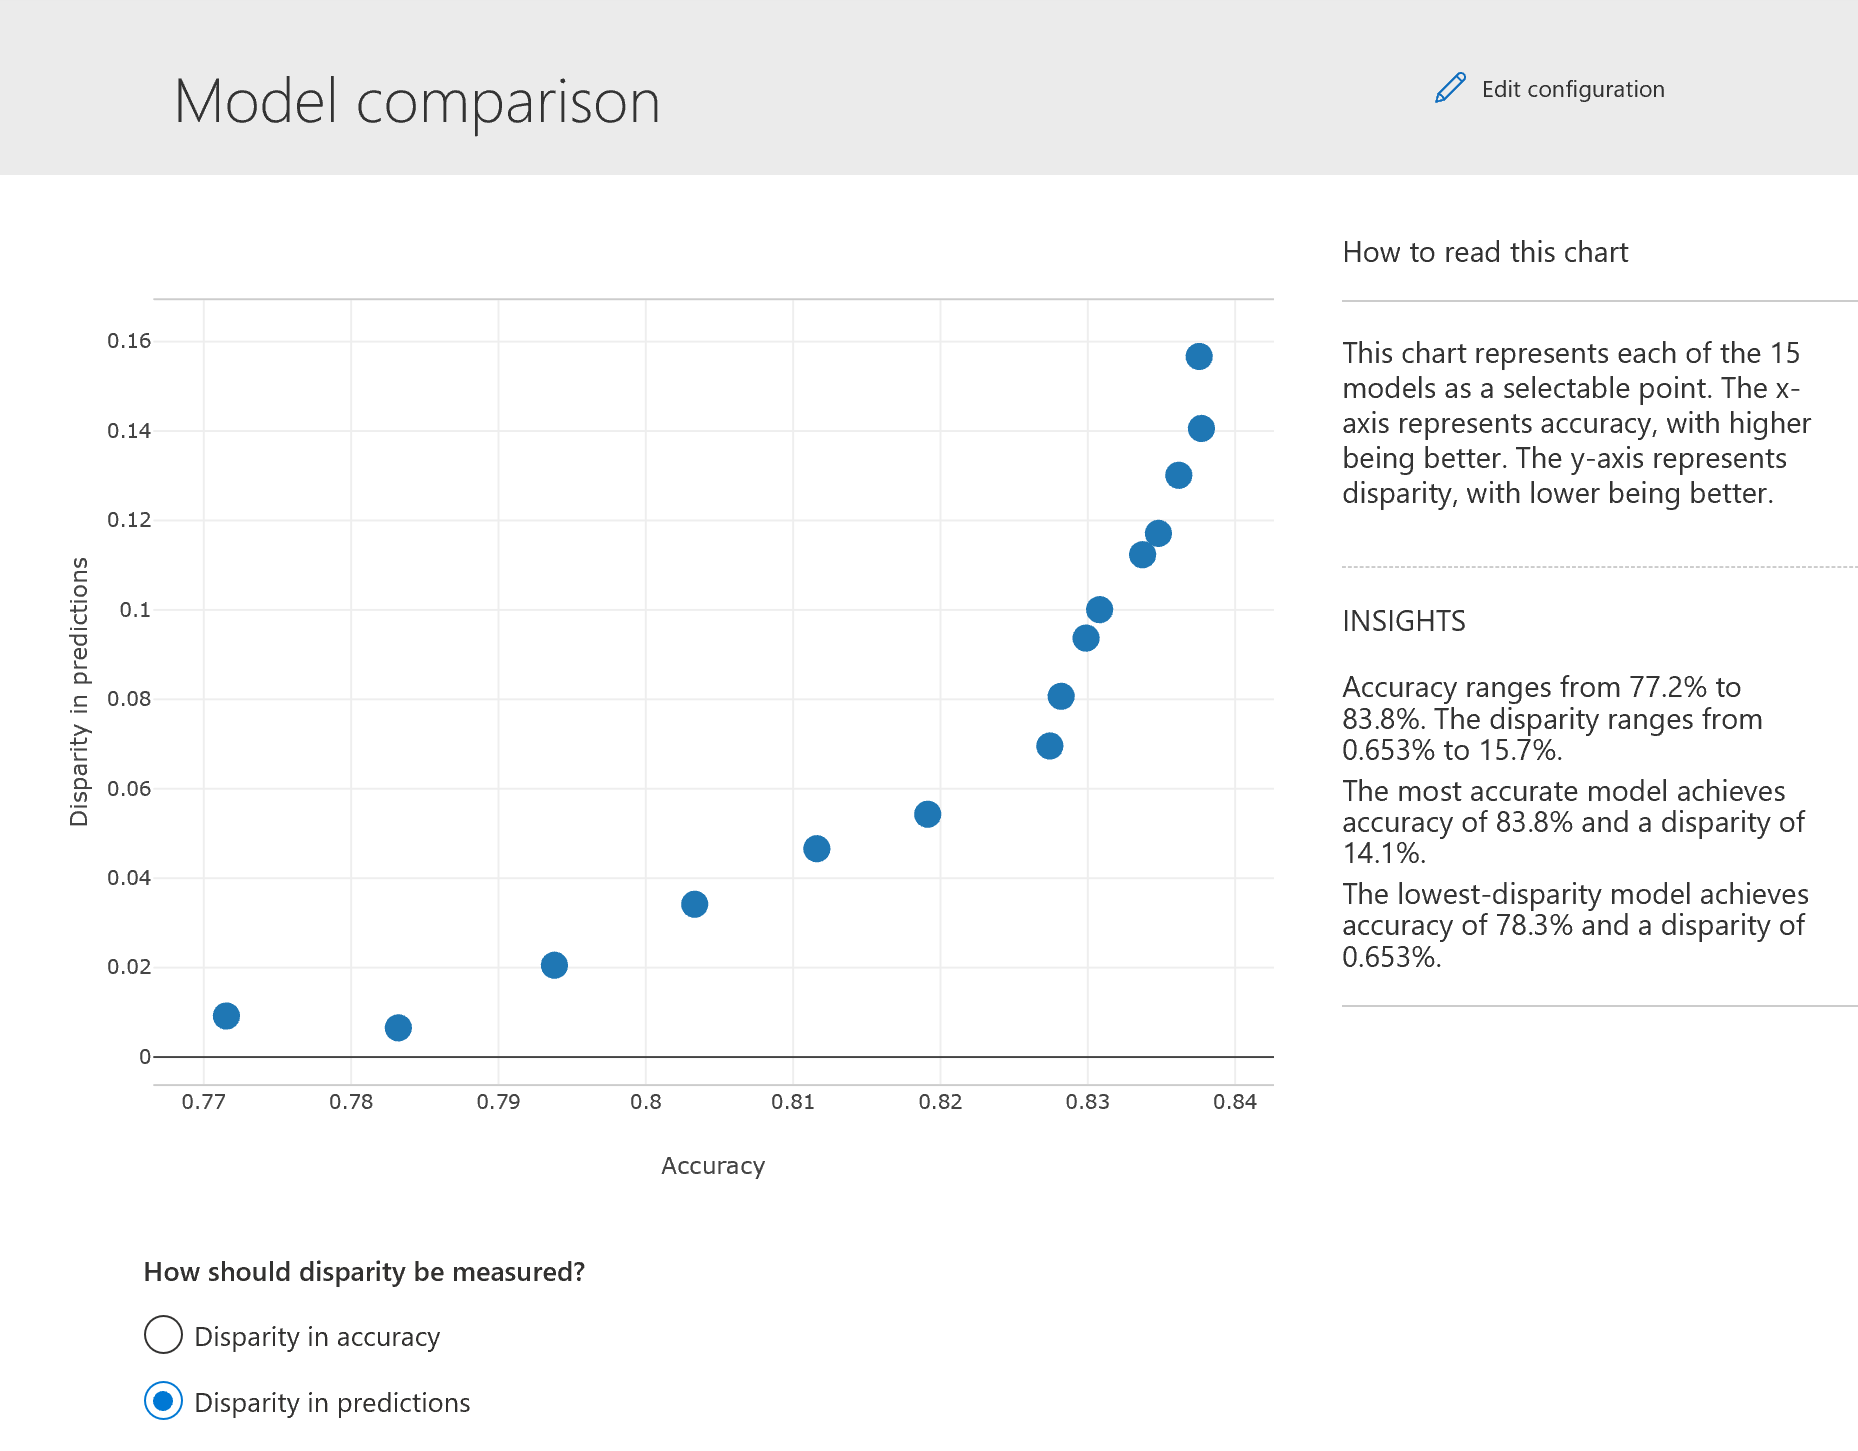 Model comparison
Edit configuration
How to read this chart
This chart represents each of the 15
models as a selectable point. The x-
axis represents accuracy, with higher
being better. The y-axis represents
disparity, with lower being better.
INSIGHTS
Accuracy ranges from 77.2% to
83.8%. The disparity ranges from
0.653% to 15.7%.
The most accurate model achieves
accuracy of 83.8% and a disparity of
14.1%.
The lowest-disparity model achieves
accuracy of 78.3% and a disparity of
0.653%.
Disparity in predictions
0.16
0.14
0.12
0.1
0.08
0.06
0.04
0.02
0
0.77 0.78 0.79 0.8 0.81 0.82 0.83 0.84
Accuracy
How should disparity be measured?
Disparity in accuracy
Disparity in predictions